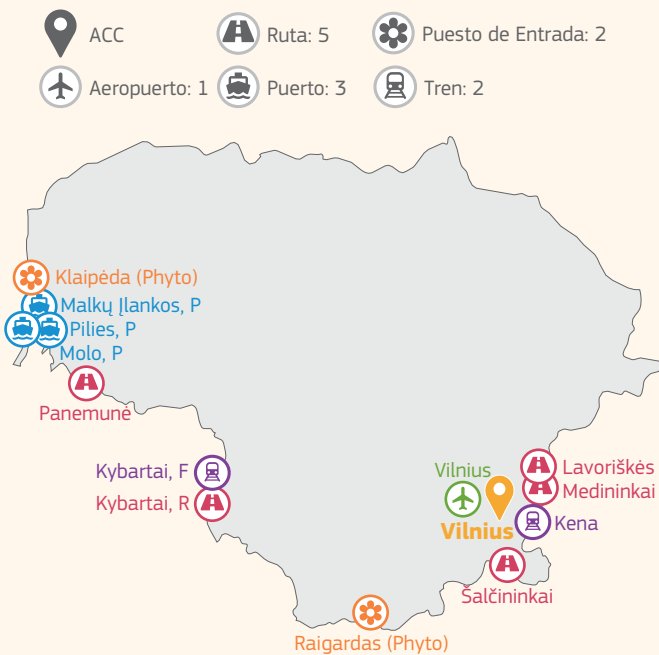 ACC
Ruta: 5
Puesto de Entrada: 2
Aeropuerto: 1
Puerto: 3
Tren: 2
Klaipėda (Phyto)
Malkų Įlankos, P
Pilies, P
Molo, P
Panemunė
Kybartai, F
Kybartai, R
Vilnius
Vilnius
Lavoriškės
Medininkai
Kena
Šalčininkai
Raigardas (Phyto)